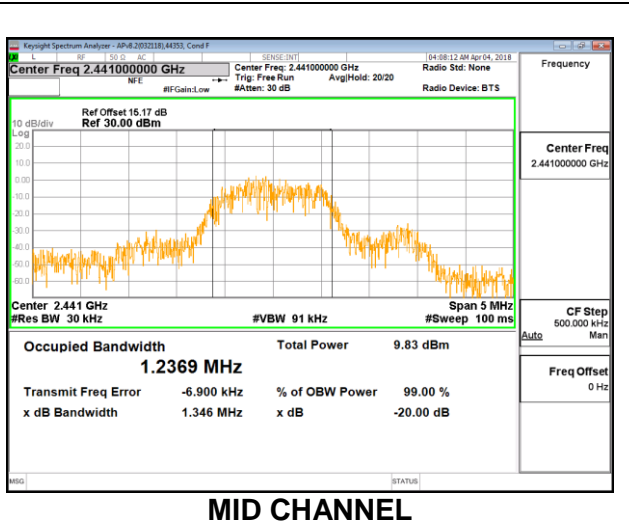 Keysight Spectrum Analyzer - APv8.2(032118),44353, Cond F
L RF 50 Ω AC SENSE:INT 04:08:12 AM Apr 04, 2018
Center Freq 2.441000000 GHz Center Freq: 2.441000000 GHz Radio Std: None Frequency
NFE Trig: Free Run Avg|Hold: 20/20
#IFGain:Low #Atten: 30 dB Radio Device: BTS
Ref Offset 15.17 dB
10 dB/div Ref 30.00 dBm
Log
20.0
10.0
0.00
-10.0
-20.0
-30.0
-40.0
-50.0
-60.0
Center Freq
2.441000000 GHz
Center 2.441 GHz Span 5 MHz
#Res BW 30 kHz #VBW 91 kHz #Sweep 100 ms
CF Step
500.000 kHz
Auto Man
Occupied Bandwidth Total Power 9.83 dBm
1.2369 MHz
Transmit Freq Error -6.900 kHz % of OBW Power 99.00 %
x dB Bandwidth 1.346 MHz x dB -20.00 dB
Freq Offset
0 Hz
MSG STATUS
MID CHANNEL